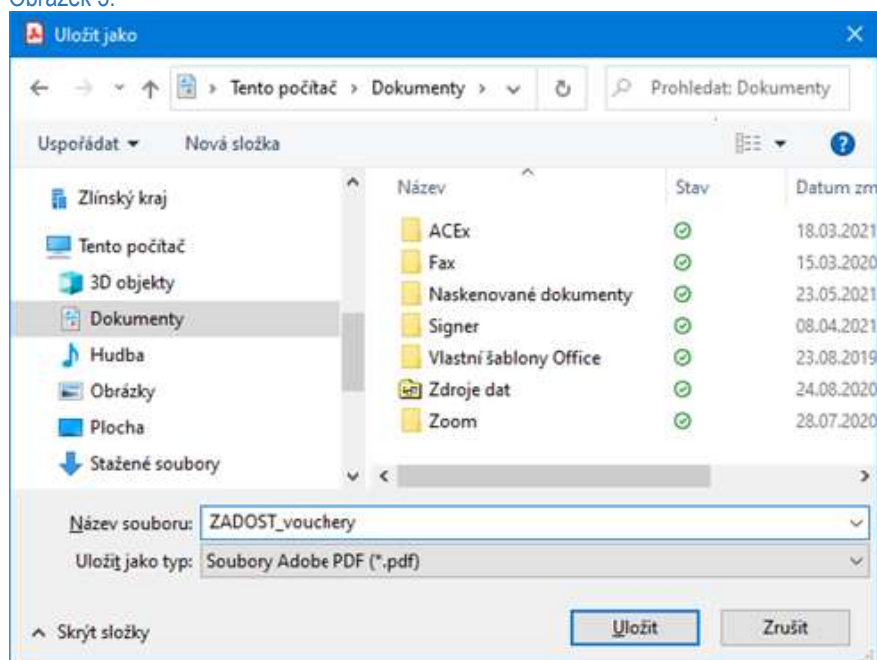 Obrázek 5:
Uložit jako
Tento počítač › Dokumenty ›
Prohledat: Dokumenty
Uspořádat
Nová složka
Zlínský kraj
Tento počítač
3D objekty
Dokumenty
Hudba
Obrázky
Plocha
Stažené soubory
Název Stav Datum zm
ACEx 18.03.2021
Fax 15.03.2020
Naskenované dokumenty 23.05.2021
Signer 08.04.2021
Vlastní šablony Office 23.08.2019
Zdroje dat 24.08.2020
Zoom 28.07.2020
Název souboru: ZADOST_vouchery
Uložit jako typ: Soubory Adobe PDF (*.pdf)
Skrýt složky
Uložit
Zrušit